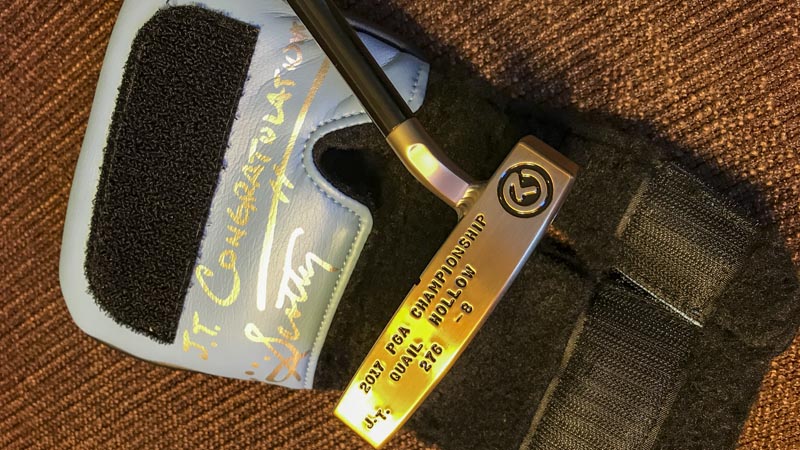 J.T. CONGRATULATIONS
Scotty
2017 PGA CHAMPIONSHIP
QUAIL HOLLOW
276 -8
J.T.